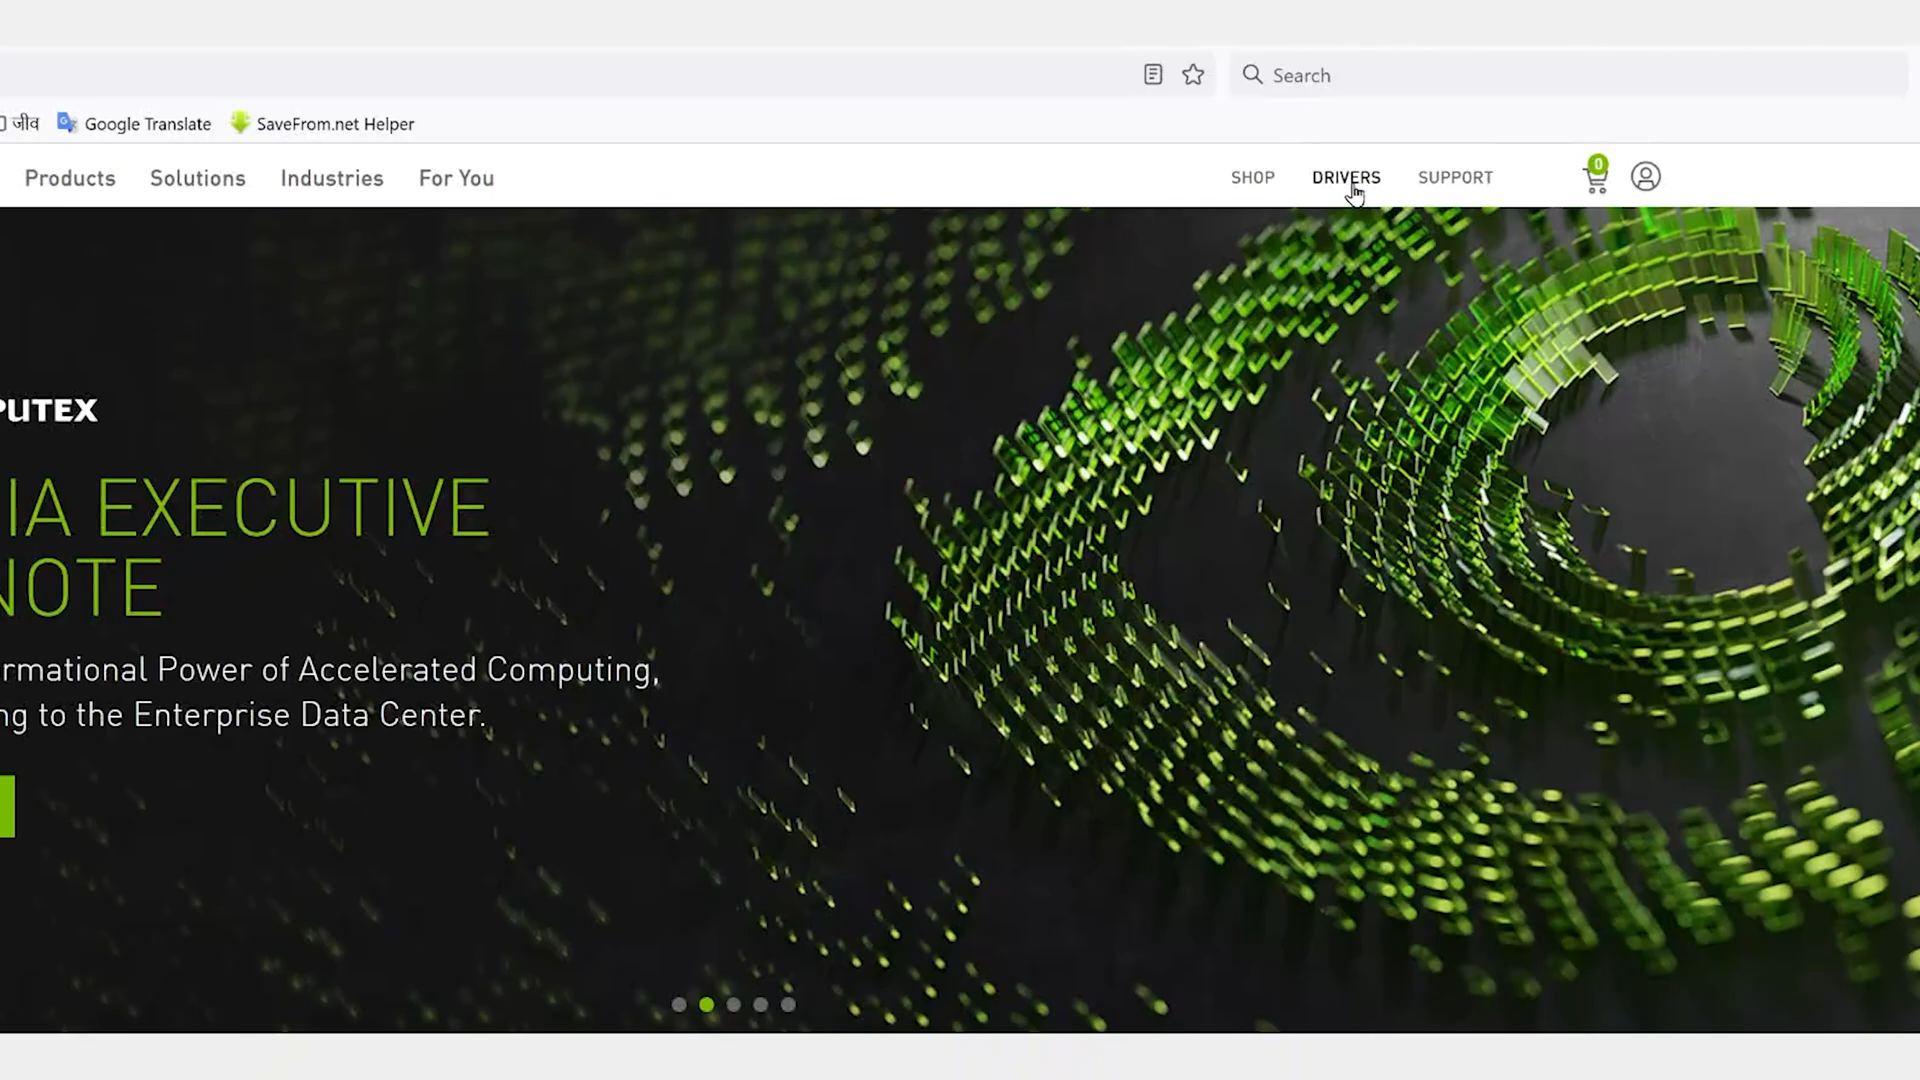 Search
जीव Google Translate SaveFrom.net Helper
Products Solutions Industries For You SHOP DRIVERS SUPPORT 0
PUTEX
IA EXECUTIVE
NOTE
rmational Power of Accelerated Computing,
ng to the Enterprise Data Center.